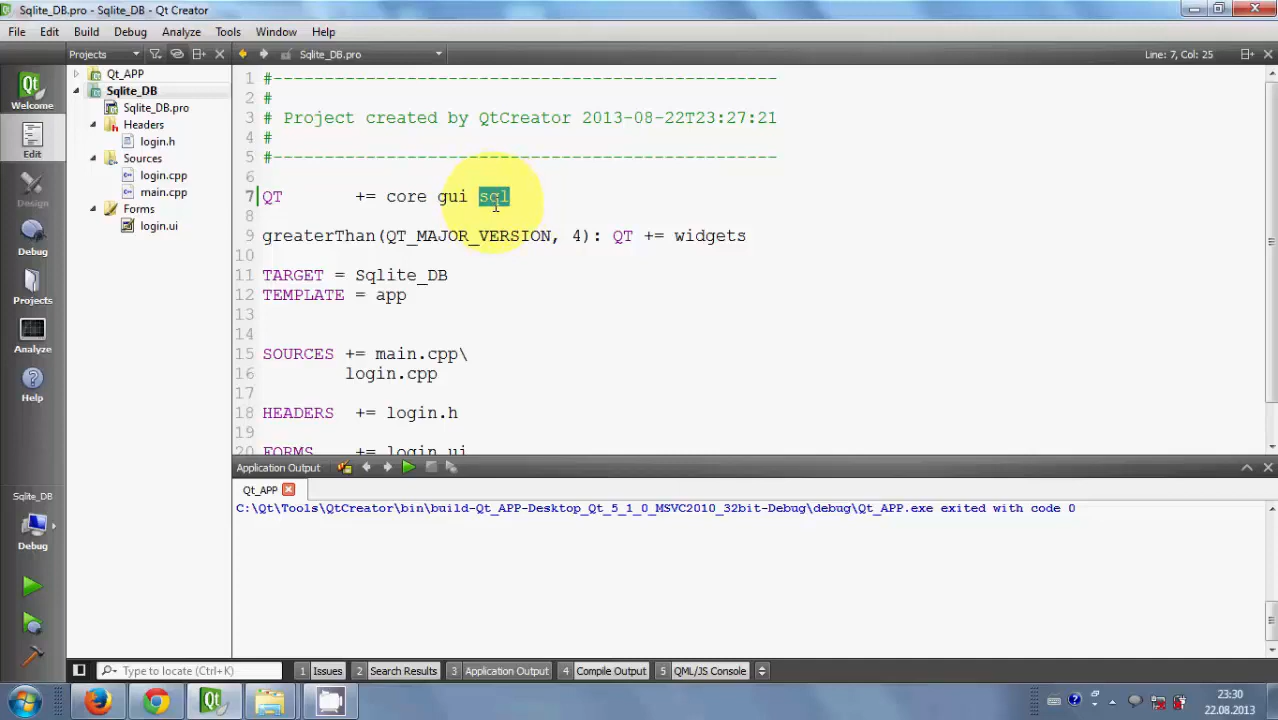 Sqlite_DB.pro - Sqlite_DB - Qt Creator
File Edit Build Debug Analyze Tools Window Help
Projects Sqlite_DB.pro Line: 7, Col: 25
Welcome
Edit
Design
Debug
Projects
Analyze
Help
Sqlite_DB
Debug
Qt_APP
Sqlite_DB
Sqlite_DB.pro
Headers
login.h
Sources
login.cpp
main.cpp
Forms
login.ui
1 #--------------------------------------------------
2 #
3 # Project created by QtCreator 2013-08-22T23:27:21
4 #
5 #--------------------------------------------------
6
7 QT += core gui sql
8
9 greaterThan(QT_MAJOR_VERSION, 4): QT += widgets
10
11 TARGET = Sqlite_DB
12 TEMPLATE = app
13
14
15 SOURCES += main.cpp\
16 login.cpp
17
18 HEADERS += login.h
19
20 FORMS += login.ui
Application Output
Qt_APP
C:\Qt\Tools\QtCreator\bin\build-Qt_APP-Desktop_Qt_5_1_0_MSVC2010_32bit-Debug\debug\Qt_APP.exe exited with code 0
Type to locate (Ctrl+K) 1 Issues 2 Search Results 3 Application Output 4 Compile Output 5 QML/JS Console
23:30
22.08.2013